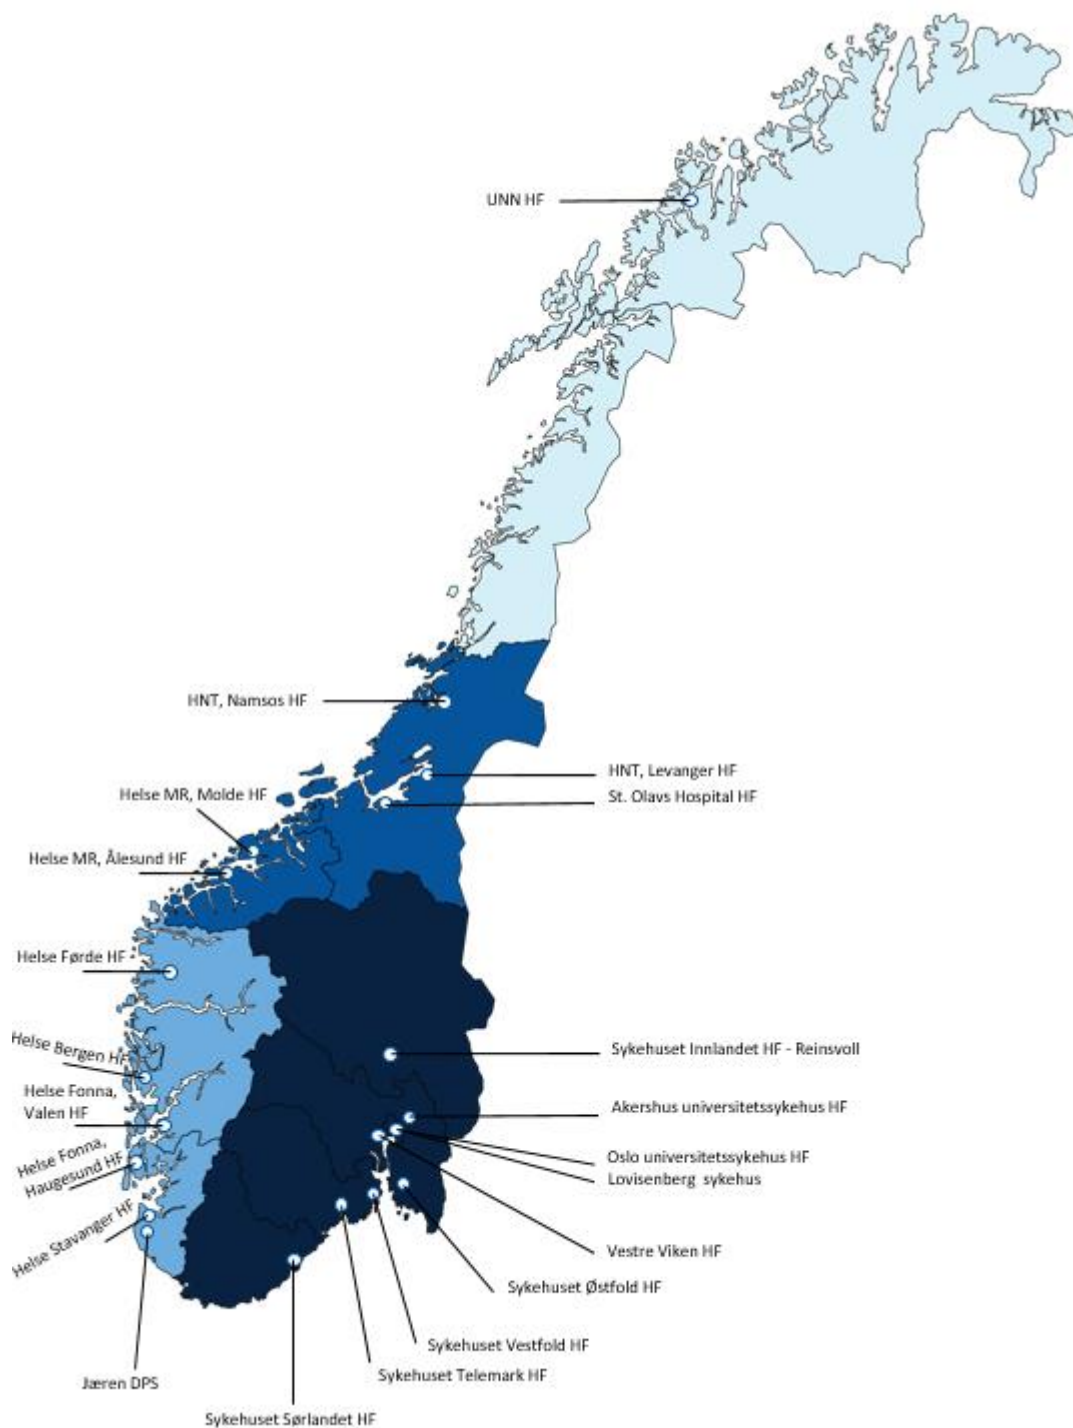 UNN HF
HNT, Namsos HF
HNT, Levanger HF
St. Olavs Hospital HF
Helse MR, Molde HF
Helse MR, Ålesund HF
Helse Førde HF
Helse Bergen HF
Helse Fonna,
Valen HF
Helse Fonna,
Haugesund HF
Helse Stavanger HF
Jæren DPS
Sykehuset Innlandet HF - Reinsvoll
Akershus universitetssykehus HF
Oslo universitetssykehus HF
Lovisenberg sykehus
Vestre Viken HF
Sykehuset Østfold HF
Sykehuset Vestfold HF
Sykehuset Telemark HF
Sykehuset Sørlandet HF